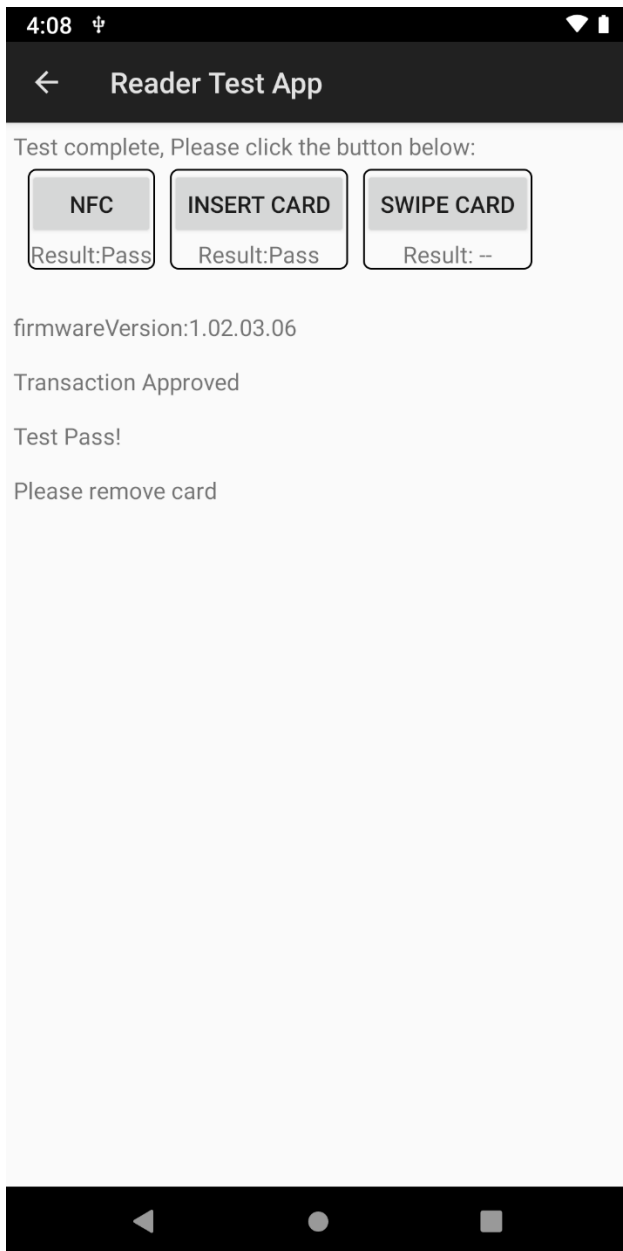 4:08
Reader Test App
Test complete, Please click the button below:
NFC INSERT CARD SWIPE CARD
Result:Pass Result:Pass Result: --
firmwareVersion:1.02.03.06
Transaction Approved
Test Pass!
Please remove card